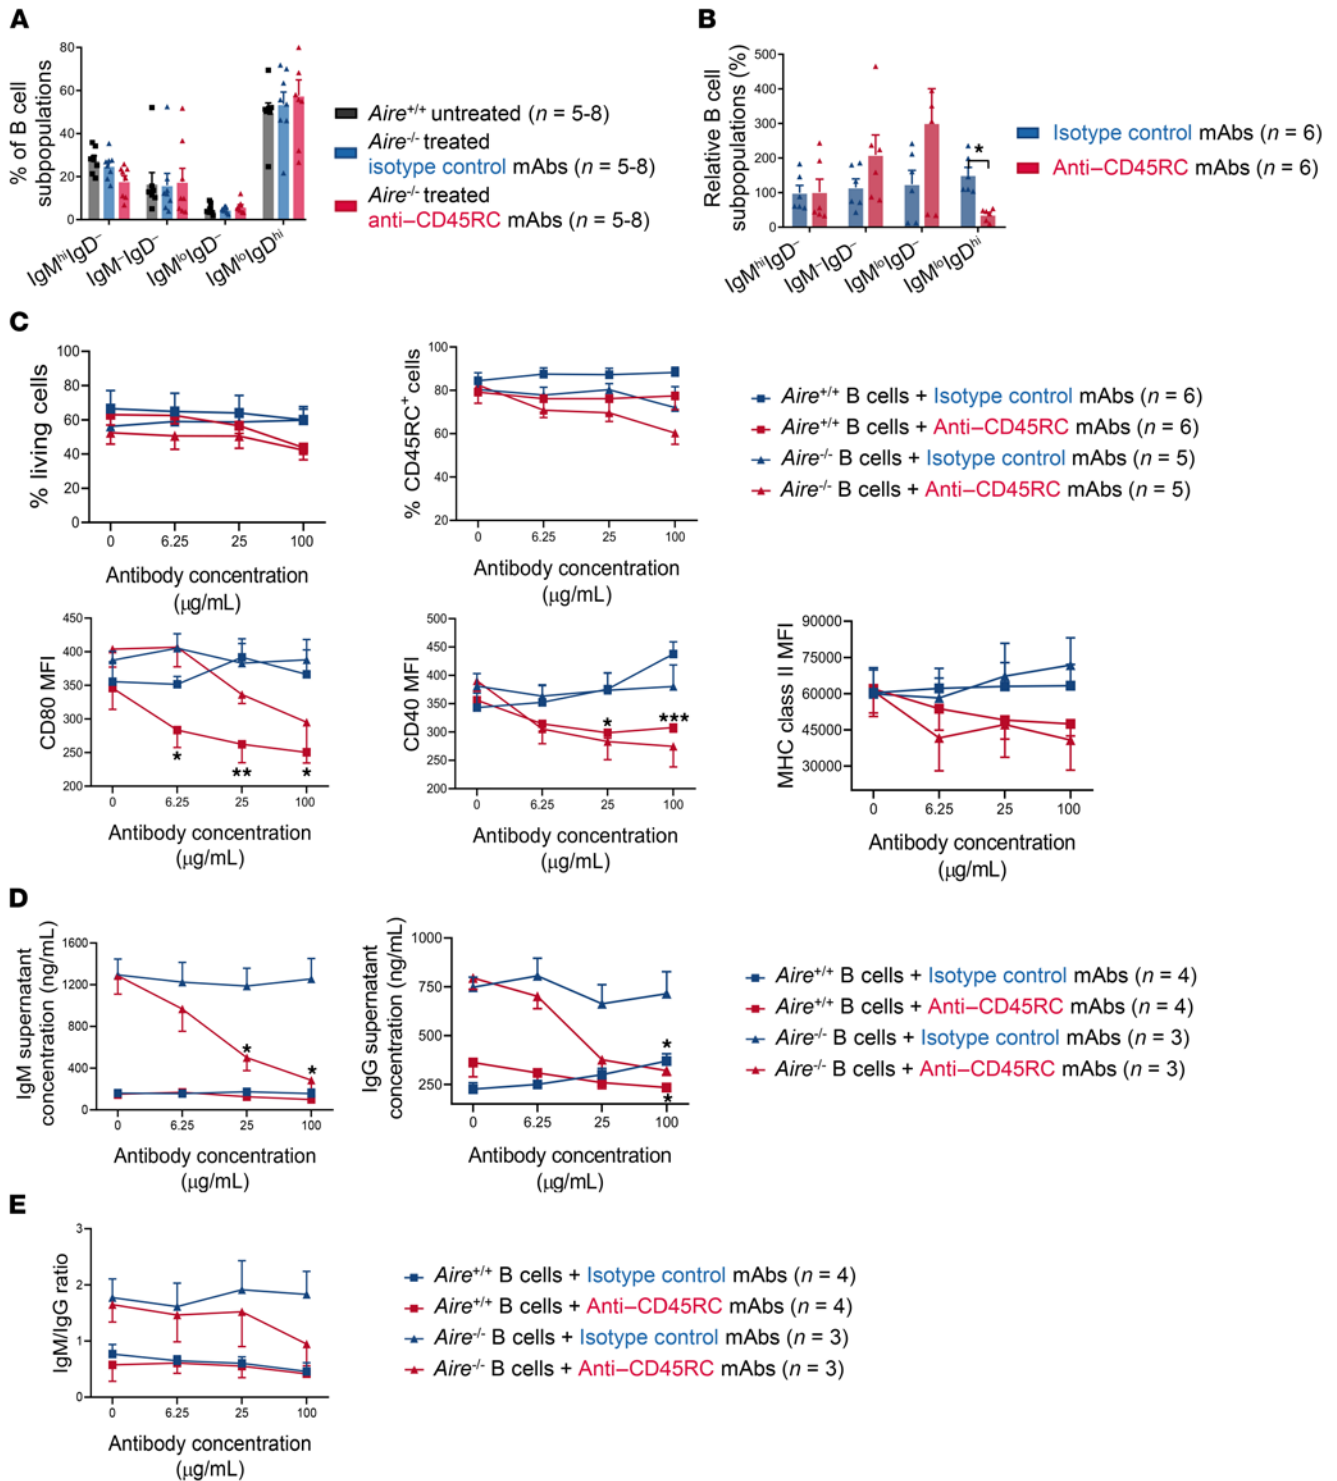 A
% of B cell
subpopulations
80
60
40
20
0
IgMhiIgD–
IgM–IgD–
IgMloIgD–
IgMloIgDhi
Aire+/+ untreated (n = 5-8)
Aire-/- treated
isotype control mAbs (n = 5-8)
Aire-/- treated
anti–CD45RC mAbs (n = 5-8)
B
Relative B cell
subpopulations (%)
500
400
300
200
100
0
*
IgMhiIgD–
IgM–IgD–
IgMloIgD–
IgMloIgDhi
Isotype control mAbs (n = 6)
Anti–CD45RC mAbs (n = 6)
C
% living cells
100
80
60
40
20
0
0 6.25 25 100
Antibody concentration
(μg/mL)
% CD45RC+ cells
100
80
60
40
20
0 6.25 25 100
Antibody concentration
(μg/mL)
Aire+/+ B cells + Isotype control mAbs (n = 6)
Aire+/+ B cells + Anti–CD45RC mAbs (n = 6)
Aire-/- B cells + Isotype control mAbs (n = 5)
Aire-/- B cells + Anti–CD45RC mAbs (n = 5)
CD80 MFI
450
400
350
300
250
200
* ** *
0 6.25 25 100
Antibody concentration
(μg/mL)
CD40 MFI
500
450
400
350
300
250
200
* ***
0 6.25 25 100
Antibody concentration
(μg/mL)
MHC class II MFI
90000
75000
60000
45000
30000
0 6.25 25 100
Antibody concentration
(μg/mL)
D
IgM supernatant
concentration (ng/mL)
1600
1200
800
400
0
* *
0 6.25 25 100
Antibody concentration
(μg/mL)
IgG supernatant
concentration (ng/mL)
1000
750
500
250
*
*
0 6.25 25 100
Antibody concentration
(μg/mL)
Aire+/+ B cells + Isotype control mAbs (n = 4)
Aire+/+ B cells + Anti–CD45RC mAbs (n = 4)
Aire-/- B cells + Isotype control mAbs (n = 3)
Aire-/- B cells + Anti–CD45RC mAbs (n = 3)
E
IgM/IgG ratio
3
2
1
0
0 6.25 25 100
Antibody concentration
(μg/mL)
Aire+/+ B cells + Isotype control mAbs (n = 4)
Aire+/+ B cells + Anti–CD45RC mAbs (n = 4)
Aire-/- B cells + Isotype control mAbs (n = 3)
Aire-/- B cells + Anti–CD45RC mAbs (n = 3)